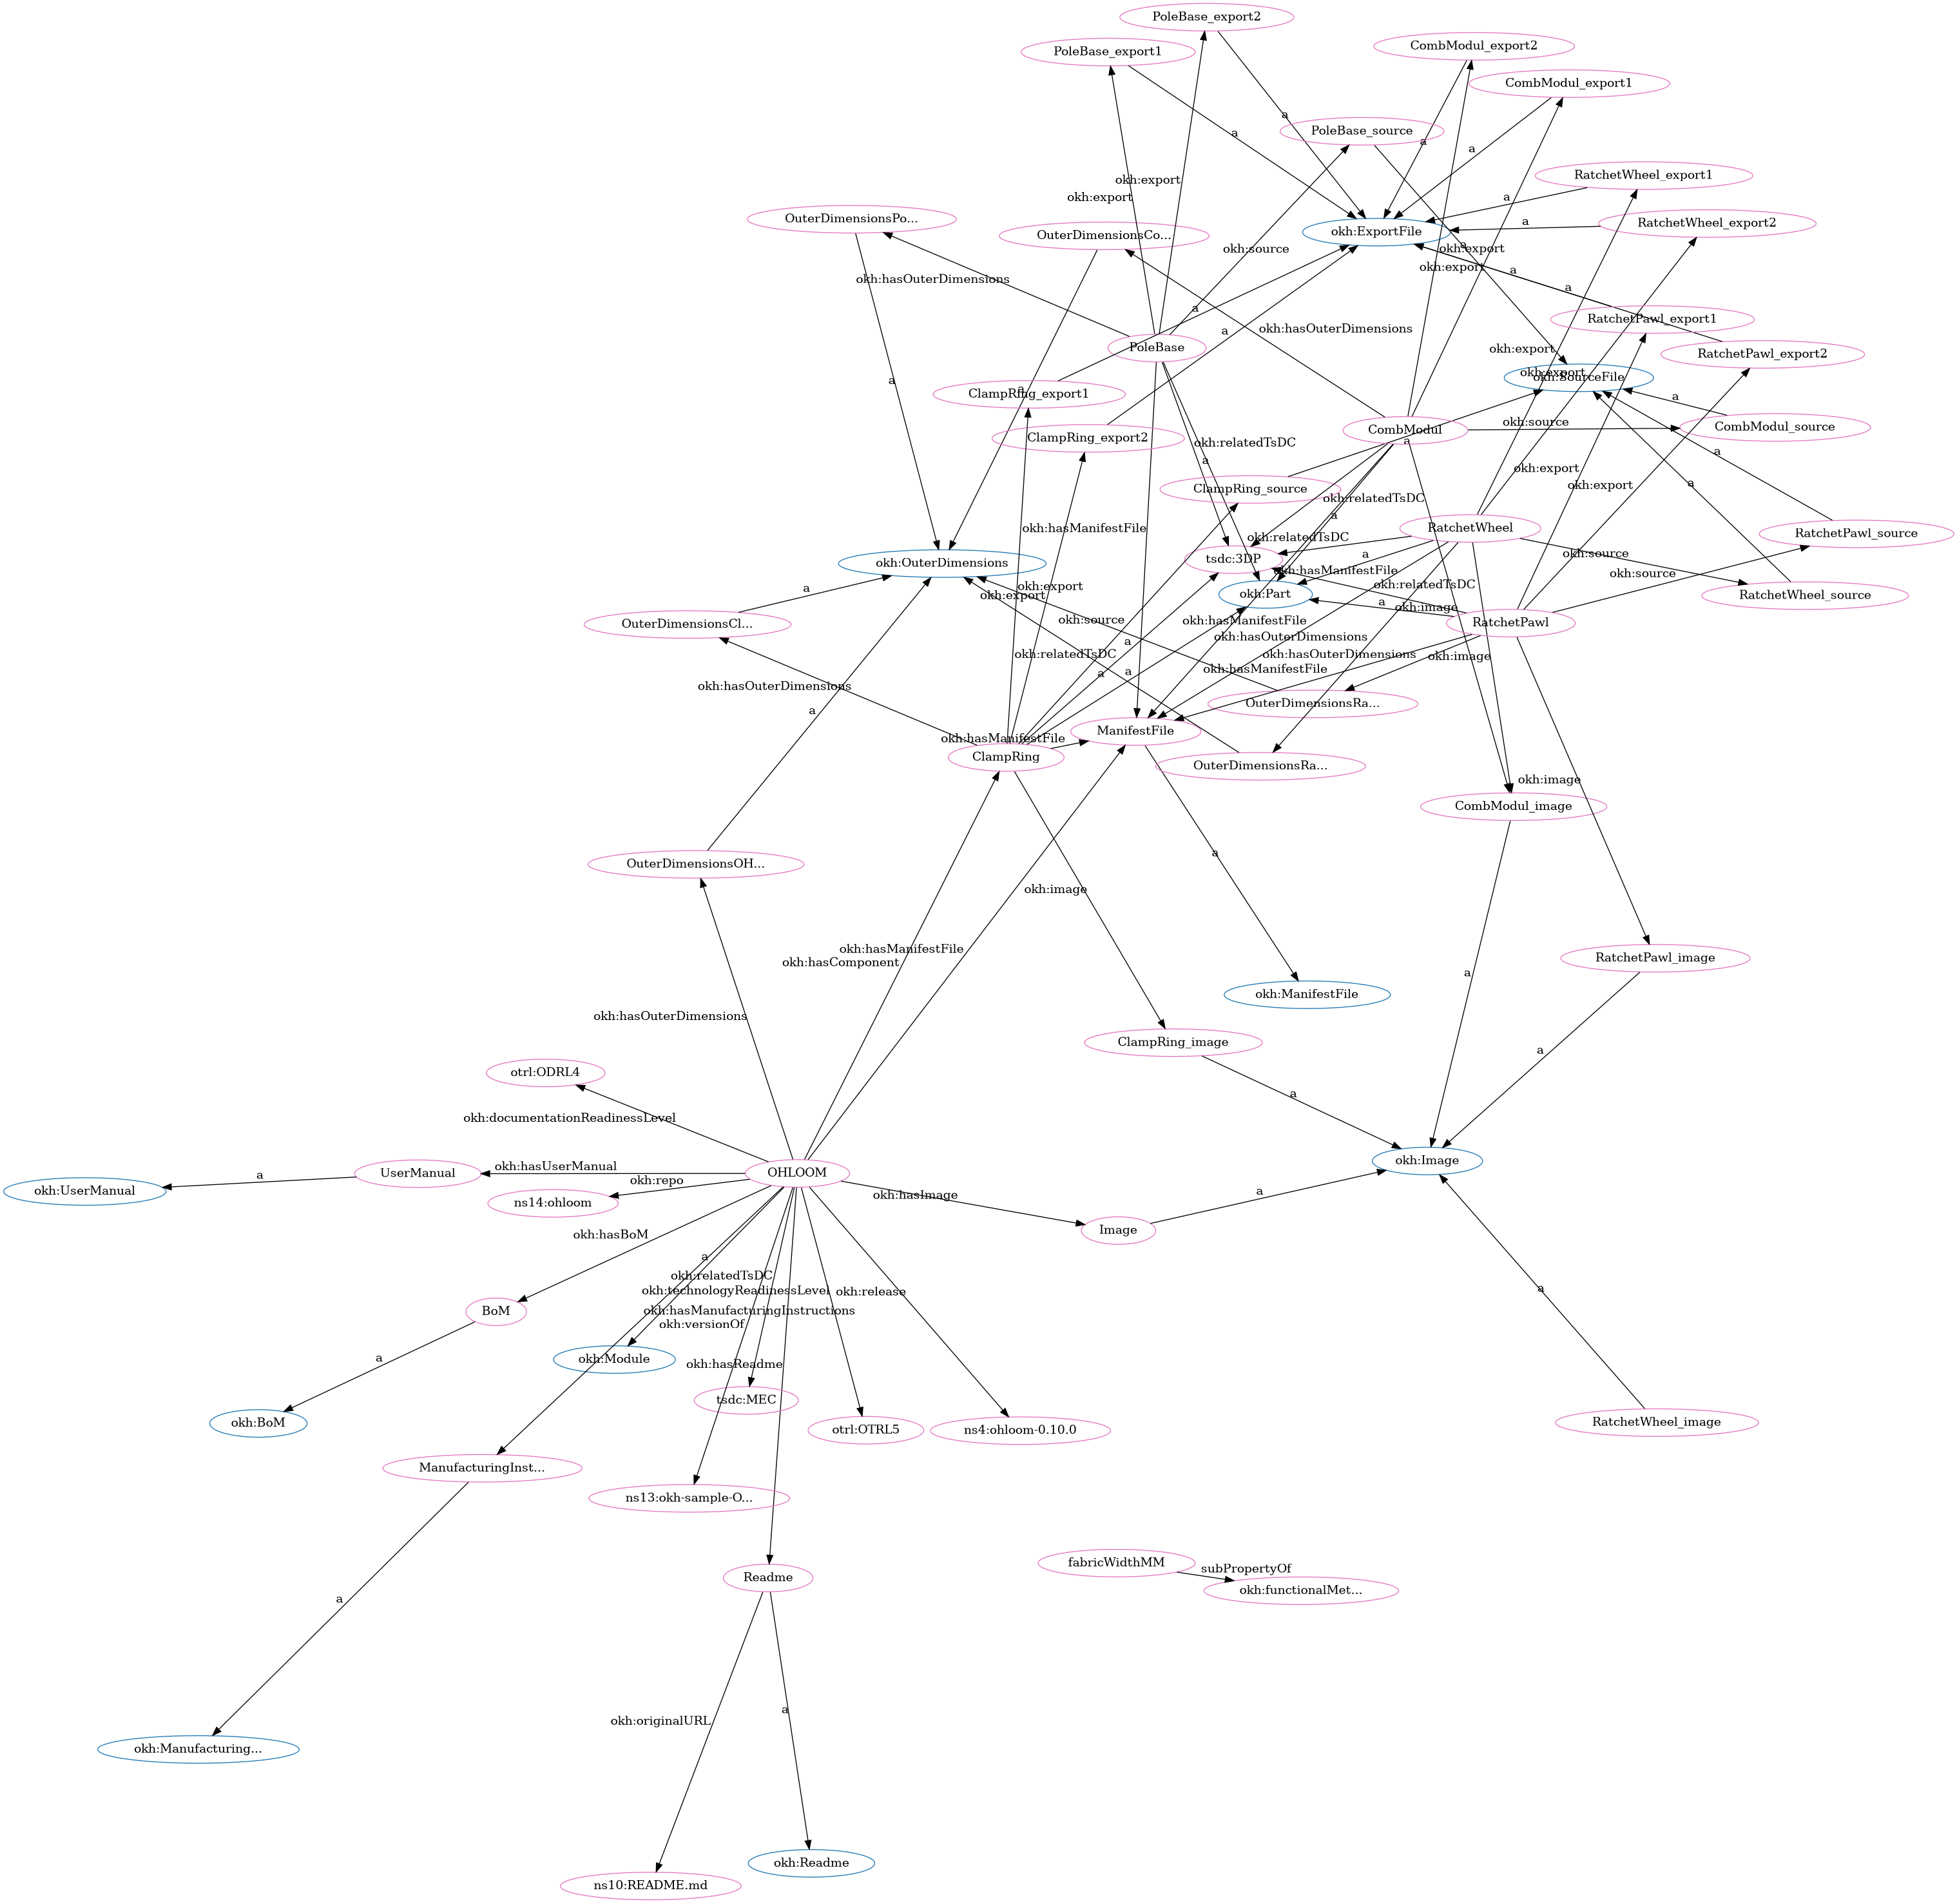 PoleBase_export2
CombModul_export2
PoleBase_export1
CombModul_export1
a
PoleBase_source
a
a
a
RatchetWheel_export1
okh:export
okh:export
a
OuterDimensionsPo...
RatchetWheel_export2
a
okh:ExportFile
OuterDimensionsCo...
okh:source
a
okh:export
okh:export
a
okh:hasOuterDimensions
a
a
RatchetPawl_export1
okh:hasOuterDimensions
a
PoleBase
okh:export
RatchetPawl_export2
okh:export
okh:SourceFile
a
a
ClampRing_export1
a
okh:source
CombModul
CombModul_source
ClampRing_export2
okh:relatedTsDC
a
a
a
okh:export
okh:export
a
ClampRing_source
okh:relatedTsDC
a
okh:hasManifestFile
RatchetWheel
RatchetPawl_source
okh:relatedTsDC
okh:source
a
okh:OuterDimensions
tsdc:3DP
okh:hasManifestFile
okh:source
okh:export
okh:relatedTsDC
a
okh:export
okh:Part
a
okh:image
RatchetWheel_source
OuterDimensionsCl...
okh:source
okh:hasManifestFile
RatchetPawl
okh:hasOuterDimensions
a
okh:relatedTsDC
okh:hasOuterDimensions
okh:image
a
a
okh:hasManifestFile
okh:hasOuterDimensions
OuterDimensionsRa...
a
ManifestFile
okh:hasManifestFile
ClampRing
OuterDimensionsRa...
okh:image
CombModul_image
a
OuterDimensionsOH...
okh:image
okh:hasManifestFile
okh:hasComponent
RatchetPawl_image
a
okh:ManifestFile
okh:hasOuterDimensions
ClampRing_image
a
otrl:ODRL4
a
okh:documentationReadinessLevel
okh:Image
okh:hasUserManual
UserManual
OHLOOM
a
okh:repo
okh:UserManual
a
okh:hasImage
ns14:ohloom
Image
okh:hasBoM
a
okh:relatedTsDC
okh:technologyReadinessLevel
okh:release
a
BoM
okh:hasManufacturingInstructions
okh:versionOf
a
okh:Module
okh:hasReadme
tsdc:MEC
okh:BoM
RatchetWheel_image
otrl:OTRL5
ns4:ohloom-0.10.0
ManufacturingInst...
ns13:okh-sample-O...
fabricWidthMM
subPropertyOf
Readme
okh:functionalMet...
a
a
okh:originalURL
okh:Manufacturing...
okh:Readme
ns10:README.md